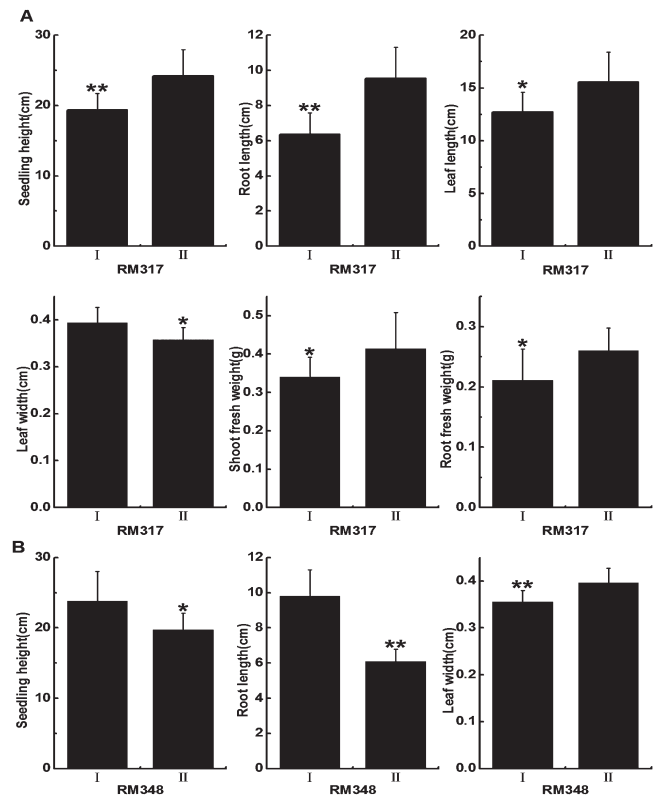 A
Seedling height(cm)
30
20
10
0
**
I II
RM317
Root length(cm)
12
10
8
6
4
2
0
**
I II
RM317
Leaf length(cm)
20
15
10
5
0
*
I II
RM317
Leaf width(cm)
0.4
0.3
0.2
0.1
0.0
*
I II
RM317
Shoot fresh weight(g)
0.5
0.4
0.3
0.2
0.1
0.0
*
I II
RM317
Root fresh weight(g)
0.3
0.2
0.1
0.0
*
I II
RM317
B
Seedling height(cm)
30
20
10
0
*
I II
RM348
Root length(cm)
12
10
8
6
4
2
0
**
I II
RM348
Leaf width(cm)
0.4
0.3
0.2
0.1
0.0
**
I II
RM348